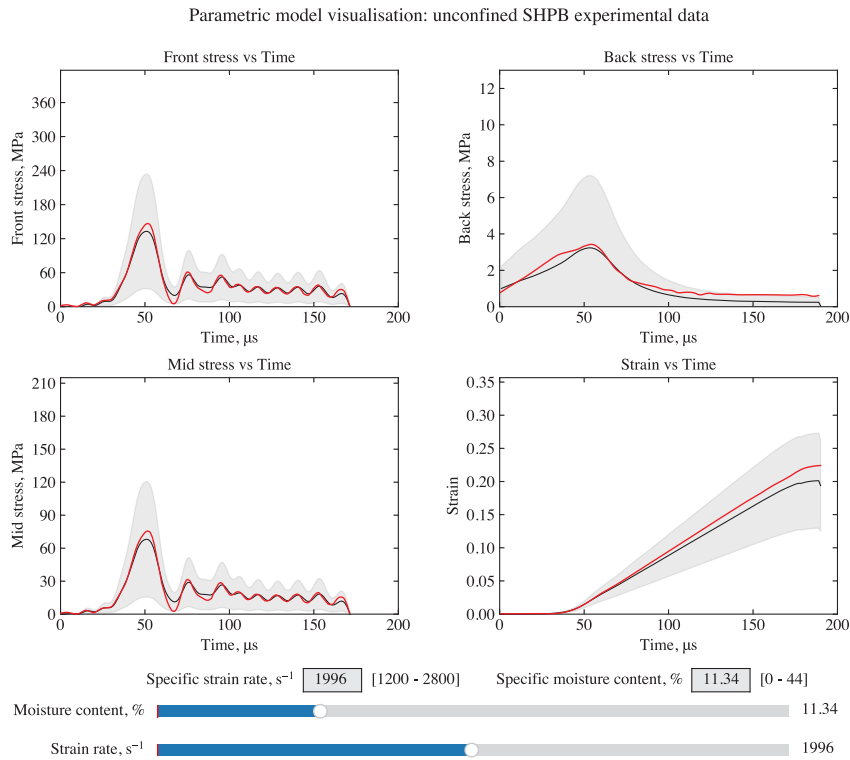 Parametric model visualisation: unconfined SHPB experimental data
Front stress vs Time
Front stress, MPa
360
300
240
180
120
60
0
0 50 100 150 200
Time, µs
Back stress vs Time
Back stress, MPa
12
10
8
6
4
2
0
0 50 100 150 200
Time, µs
Mid stress vs Time
Mid stress, MPa
210
180
150
120
90
60
30
0
0 50 100 150 200
Time, µs
Strain vs Time
Strain
0.35
0.30
0.25
0.20
0.15
0.10
0.05
0.00
0 50 100 150 200
Time, µs
Specific strain rate, s⁻¹ 1996 [1200 - 2800] Specific moisture content, % 11.34 [0 - 44]
Moisture content, % 11.34
Strain rate, s⁻¹ 1996